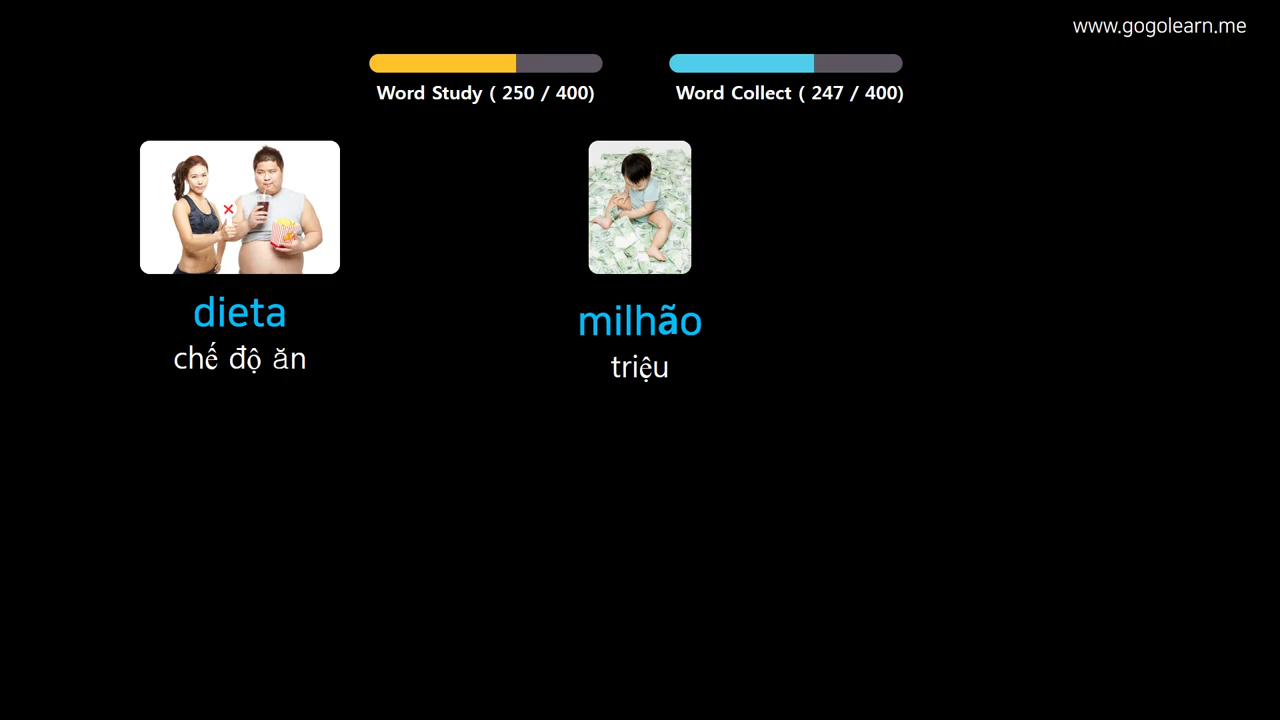 www.gogolearn.me
Word Study ( 250 / 400)
Word Collect ( 247 / 400)
dieta
chế độ ăn
milhão
triệu